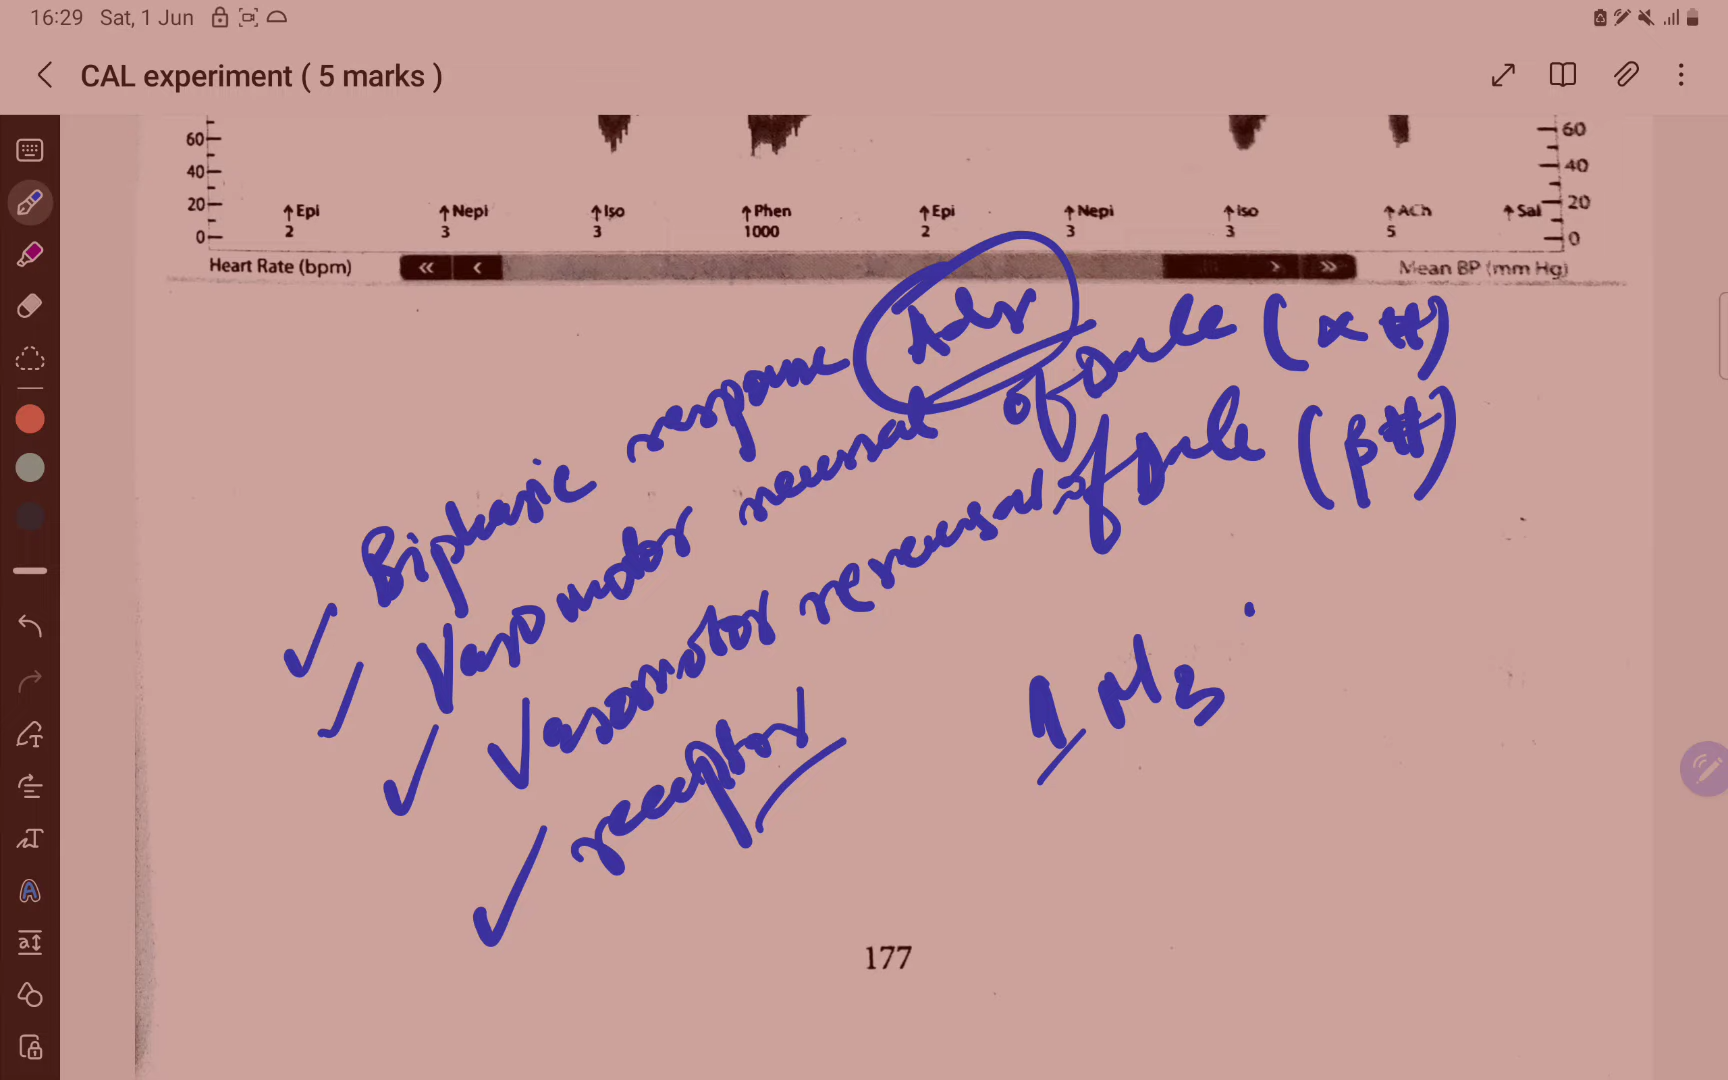 16:29 Sat, 1 Jun
CAL experiment ( 5 marks )
60 60
40 40
20 20
0 0
↑Epi ↑Nepi ↑Iso ↑Phen ↑Epi ↑Nepi ↑Iso ↑ACh ↑Sal
2 3 3 1000 2 3 3 5
Heart Rate (bpm) « < > » Mean BP (mm Hg)
Biphasic response Adr
Vasomotor reversal of Dale (α #)
Vasomotor rereversal of Dale (β #)
receptor
M3
177